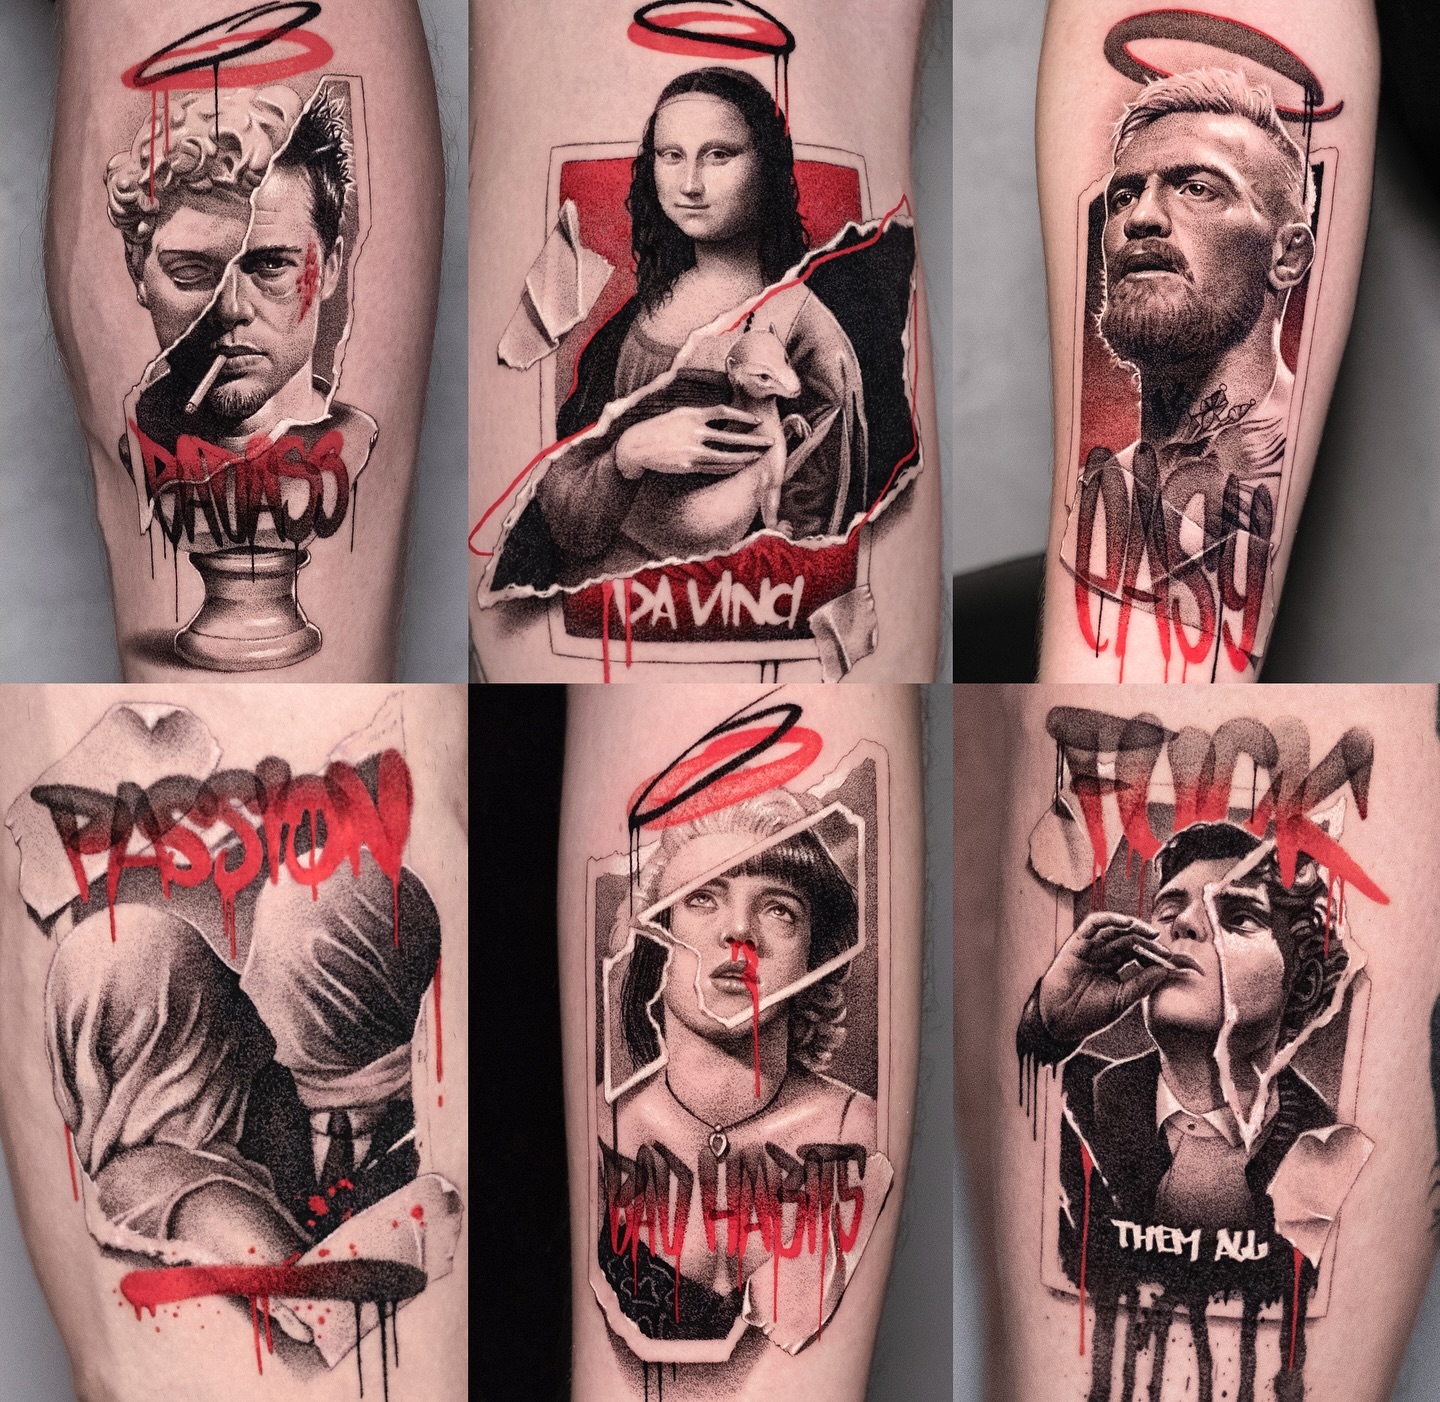 BADASS
DA VINCI
EASY
PASSION
BAD HABITS
FUCK
THEM ALL